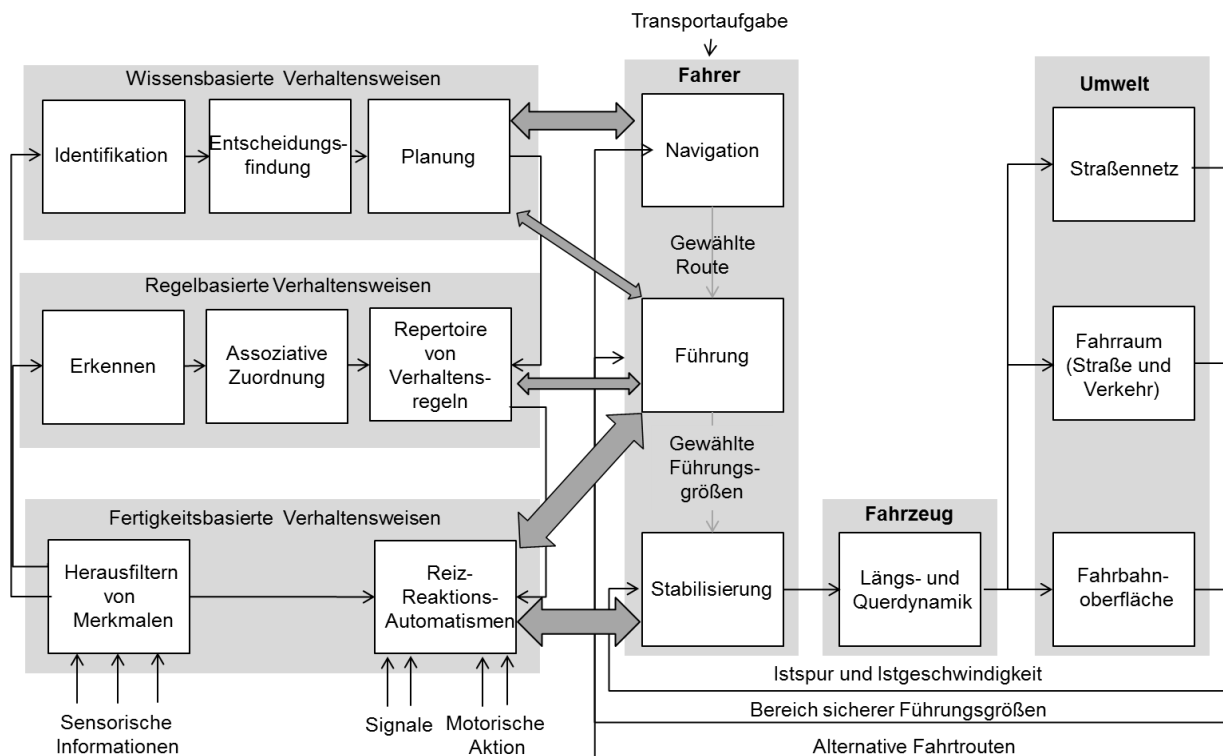 Transportaufgabe
Wissensbasierte Verhaltensweisen
Identifikation
Entscheidungs-
findung
Planung
Regelbasierte Verhaltensweisen
Erkennen
Assoziative
Zuordnung
Repertoire
von
Verhaltens-
regeln
Fertigkeitsbasierte Verhaltensweisen
Herausfiltern
von
Merkmalen
Reiz-
Reaktions-
Automatismen
Sensorische
Informationen
Signale
Motorische
Aktion
Fahrer
Navigation
Gewählte
Route
Führung
Gewählte
Führungs-
größen
Stabilisierung
Fahrzeug
Längs- und
Querdynamik
Umwelt
Straßennetz
Fahrraum
(Straße und
Verkehr)
Fahrbahn-
oberfläche
Istspur und Istgeschwindigkeit
Bereich sicherer Führungsgrößen
Alternative Fahrtrouten